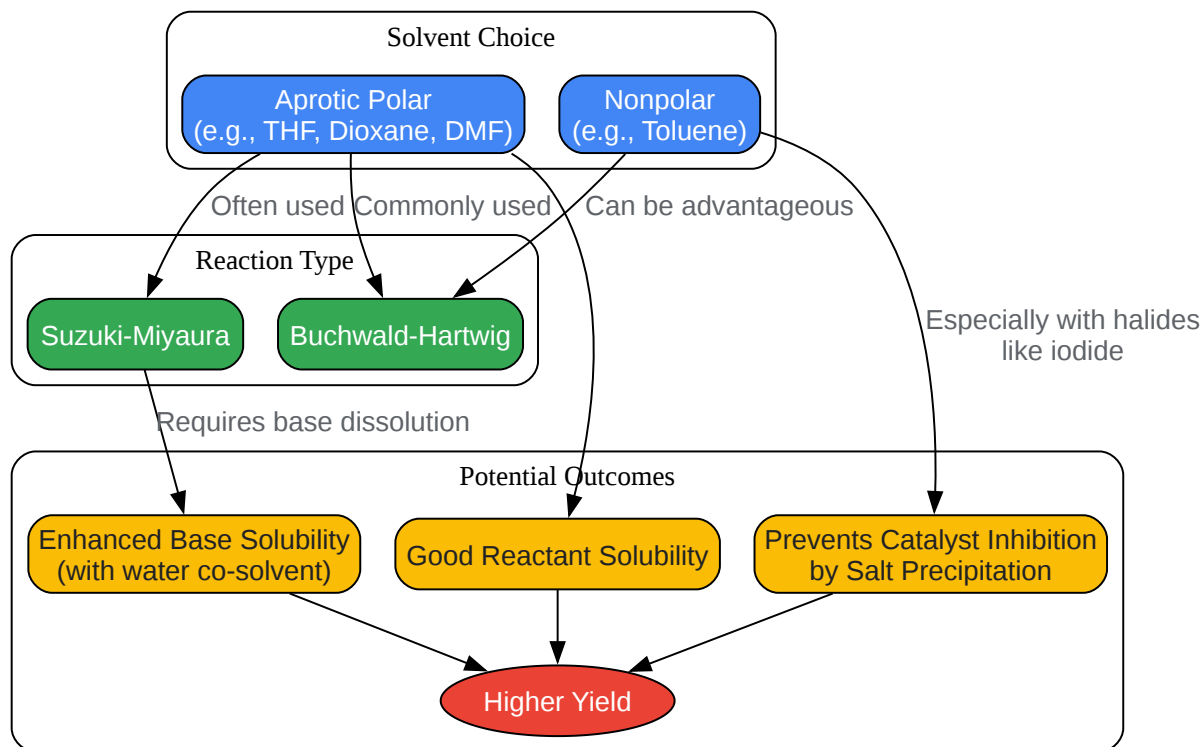 Solvent Choice
Aprotic Polar
(e.g., THF, Dioxane, DMF)
Nonpolar
(e.g., Toluene)
Often used
Commonly used
Can be advantageous
Reaction Type
Suzuki-Miyaura
Buchwald-Hartwig
Especially with halides
like iodide
Requires base dissolution
Potential Outcomes
Enhanced Base Solubility
(with water co-solvent)
Good Reactant Solubility
Prevents Catalyst Inhibition
by Salt Precipitation
Higher Yield